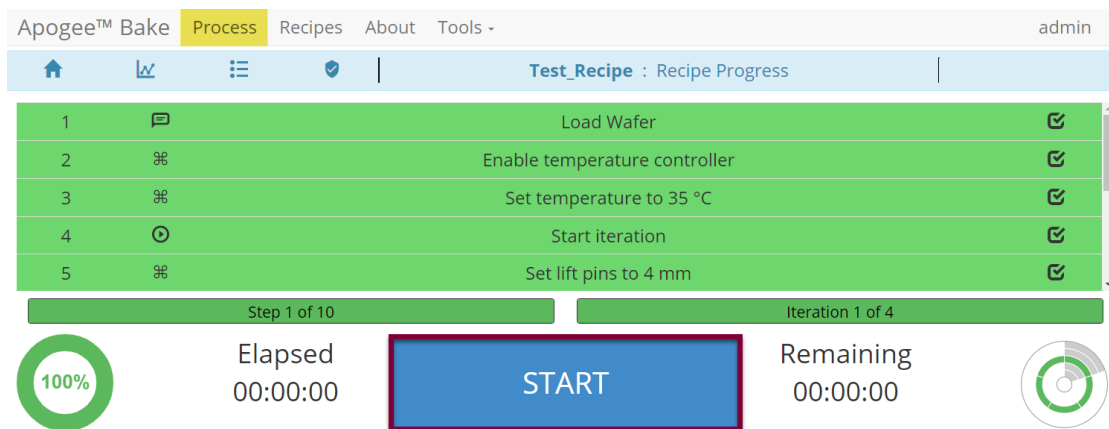 Apogee™ Bake Process Recipes About Tools admin
Test_Recipe : Recipe Progress
1 Load Wafer
2 Enable temperature controller
3 Set temperature to 35 °C
4 Start iteration
5 Set lift pins to 4 mm
Step 1 of 10 Iteration 1 of 4
100% Elapsed 00:00:00 START Remaining 00:00:00